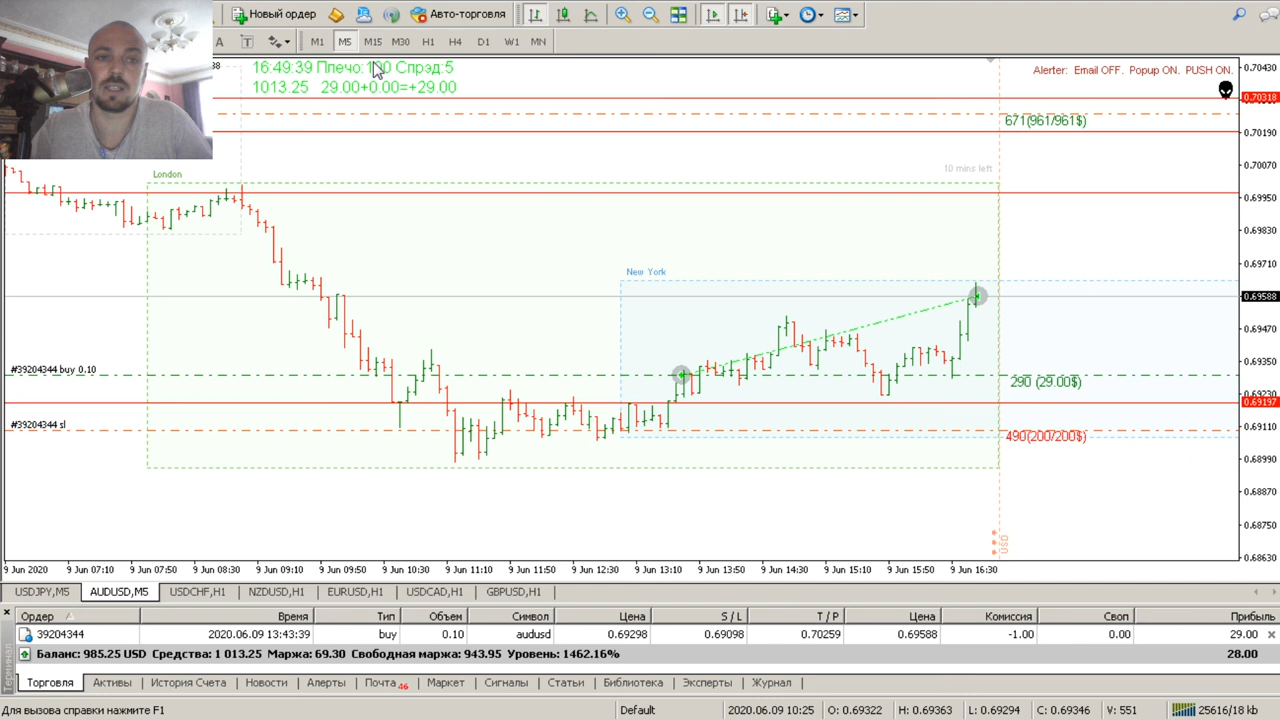 Новый ордер
Авто-торговля
A
T
M1
M5
M15
M30
H1
H4
D1
W1
MN
16:49:39 Плечо:100 Спрэд:5
1013.25 29.00+0.00=+29.00
Alerter: Email OFF. Popup ON. PUSH ON.
0.70430
0.70318
671(961/961$)
0.70190
London
10 mins left
0.70070
0.69950
0.69830
New York
0.69710
0.69588
0.69470
#39204344 buy 0.10
0.69350
290 (29.00$)
0.69230
0.69197
#39204344 sl
490(200/200$)
0.69110
0.68990
0.68870
0.68750
USD
0.68630
9 Jun 2020
9 Jun 07:10
9 Jun 07:50
9 Jun 08:30
9 Jun 09:10
9 Jun 09:50
9 Jun 10:30
9 Jun 11:10
9 Jun 11:50
9 Jun 12:30
9 Jun 13:10
9 Jun 13:50
9 Jun 14:30
9 Jun 15:10
9 Jun 15:50
9 Jun 16:30
USDJPY,M5
AUDUSD,M5
USDCHF,H1
NZDUSD,H1
EURUSD,H1
USDCAD,H1
GBPUSD,H1
Ордер Время Тип Объем Символ Цена S / L T / P Цена Комиссия Своп Прибыль
39204344 2020.06.09 13:43:39 buy 0.10 audusd 0.69298 0.69098 0.70259 0.69588 -1.00 0.00 29.00
Баланс: 985.25 USD Средства: 1 013.25 Маржа: 69.30 Свободная маржа: 943.95 Уровень: 1462.16% 28.00
Терминал
Торговля
Активы
История Счета
Новости
Алерты
Почта 46
Маркет
Сигналы
Статьи
Библиотека
Эксперты
Журнал
Для вызова справки нажмите F1
Default
2020.06.09 10:25
O: 0.69322
H: 0.69363
L: 0.69294
C: 0.69346
V: 551
25616/18 kb